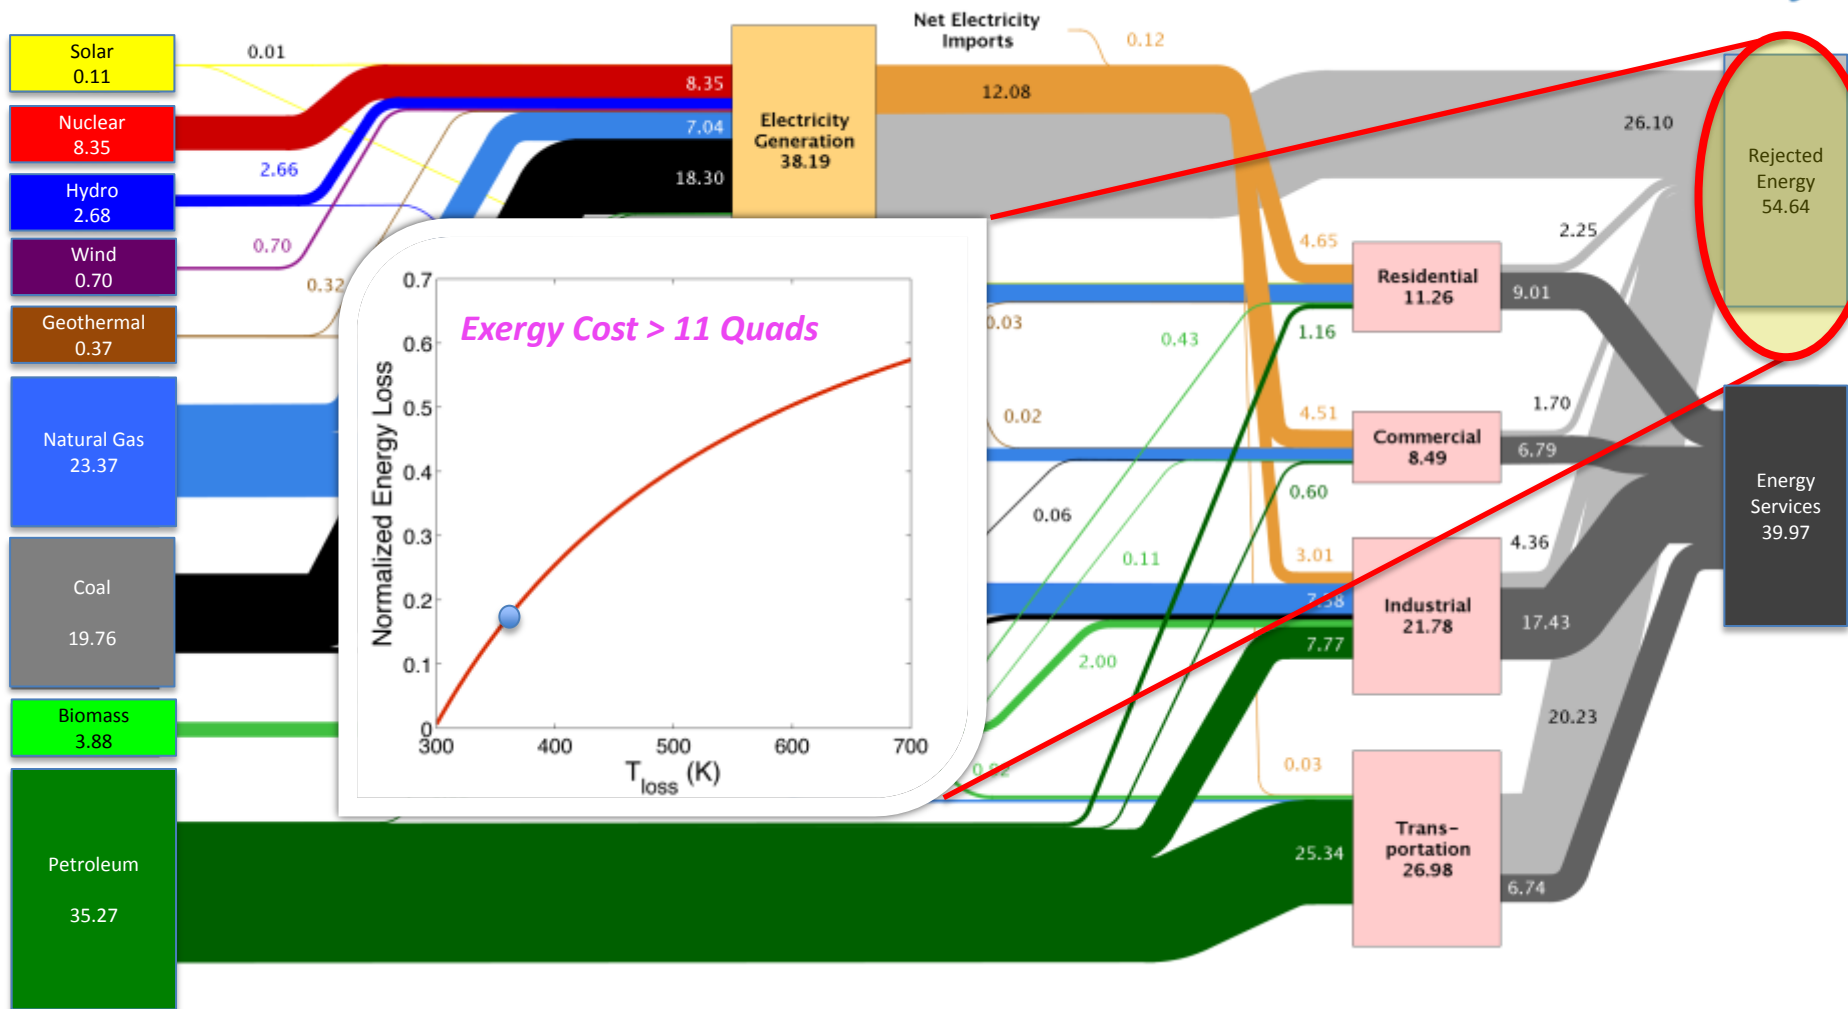 Net Electricity
Imports
0.12
Solar
0.11
0.01
Nuclear
8.35
8.35
Hydro
2.68
2.66
Wind
0.70
0.70
Geothermal
0.37
0.32
Natural Gas
23.37
7.04
Coal
19.76
18.30
Biomass
3.88
Petroleum
35.27
Electricity
Generation
38.19
12.08
26.10
Rejected
Energy
54.64
Energy
Services
39.97
Exergy Cost > 11 Quads
Normalized Energy Loss
0.7
0.6
0.5
0.4
0.3
0.2
0.1
0
300
400
500
600
700
Tloss (K)
0.03
0.43
0.02
0.06
0.11
2.00
4.65
1.16
Residential
11.26
2.25
9.01
4.51
0.60
Commercial
8.49
1.70
6.79
3.01
7.58
7.77
Industrial
21.78
4.36
17.43
0.03
25.34
Trans-
portation
26.98
20.23
6.74